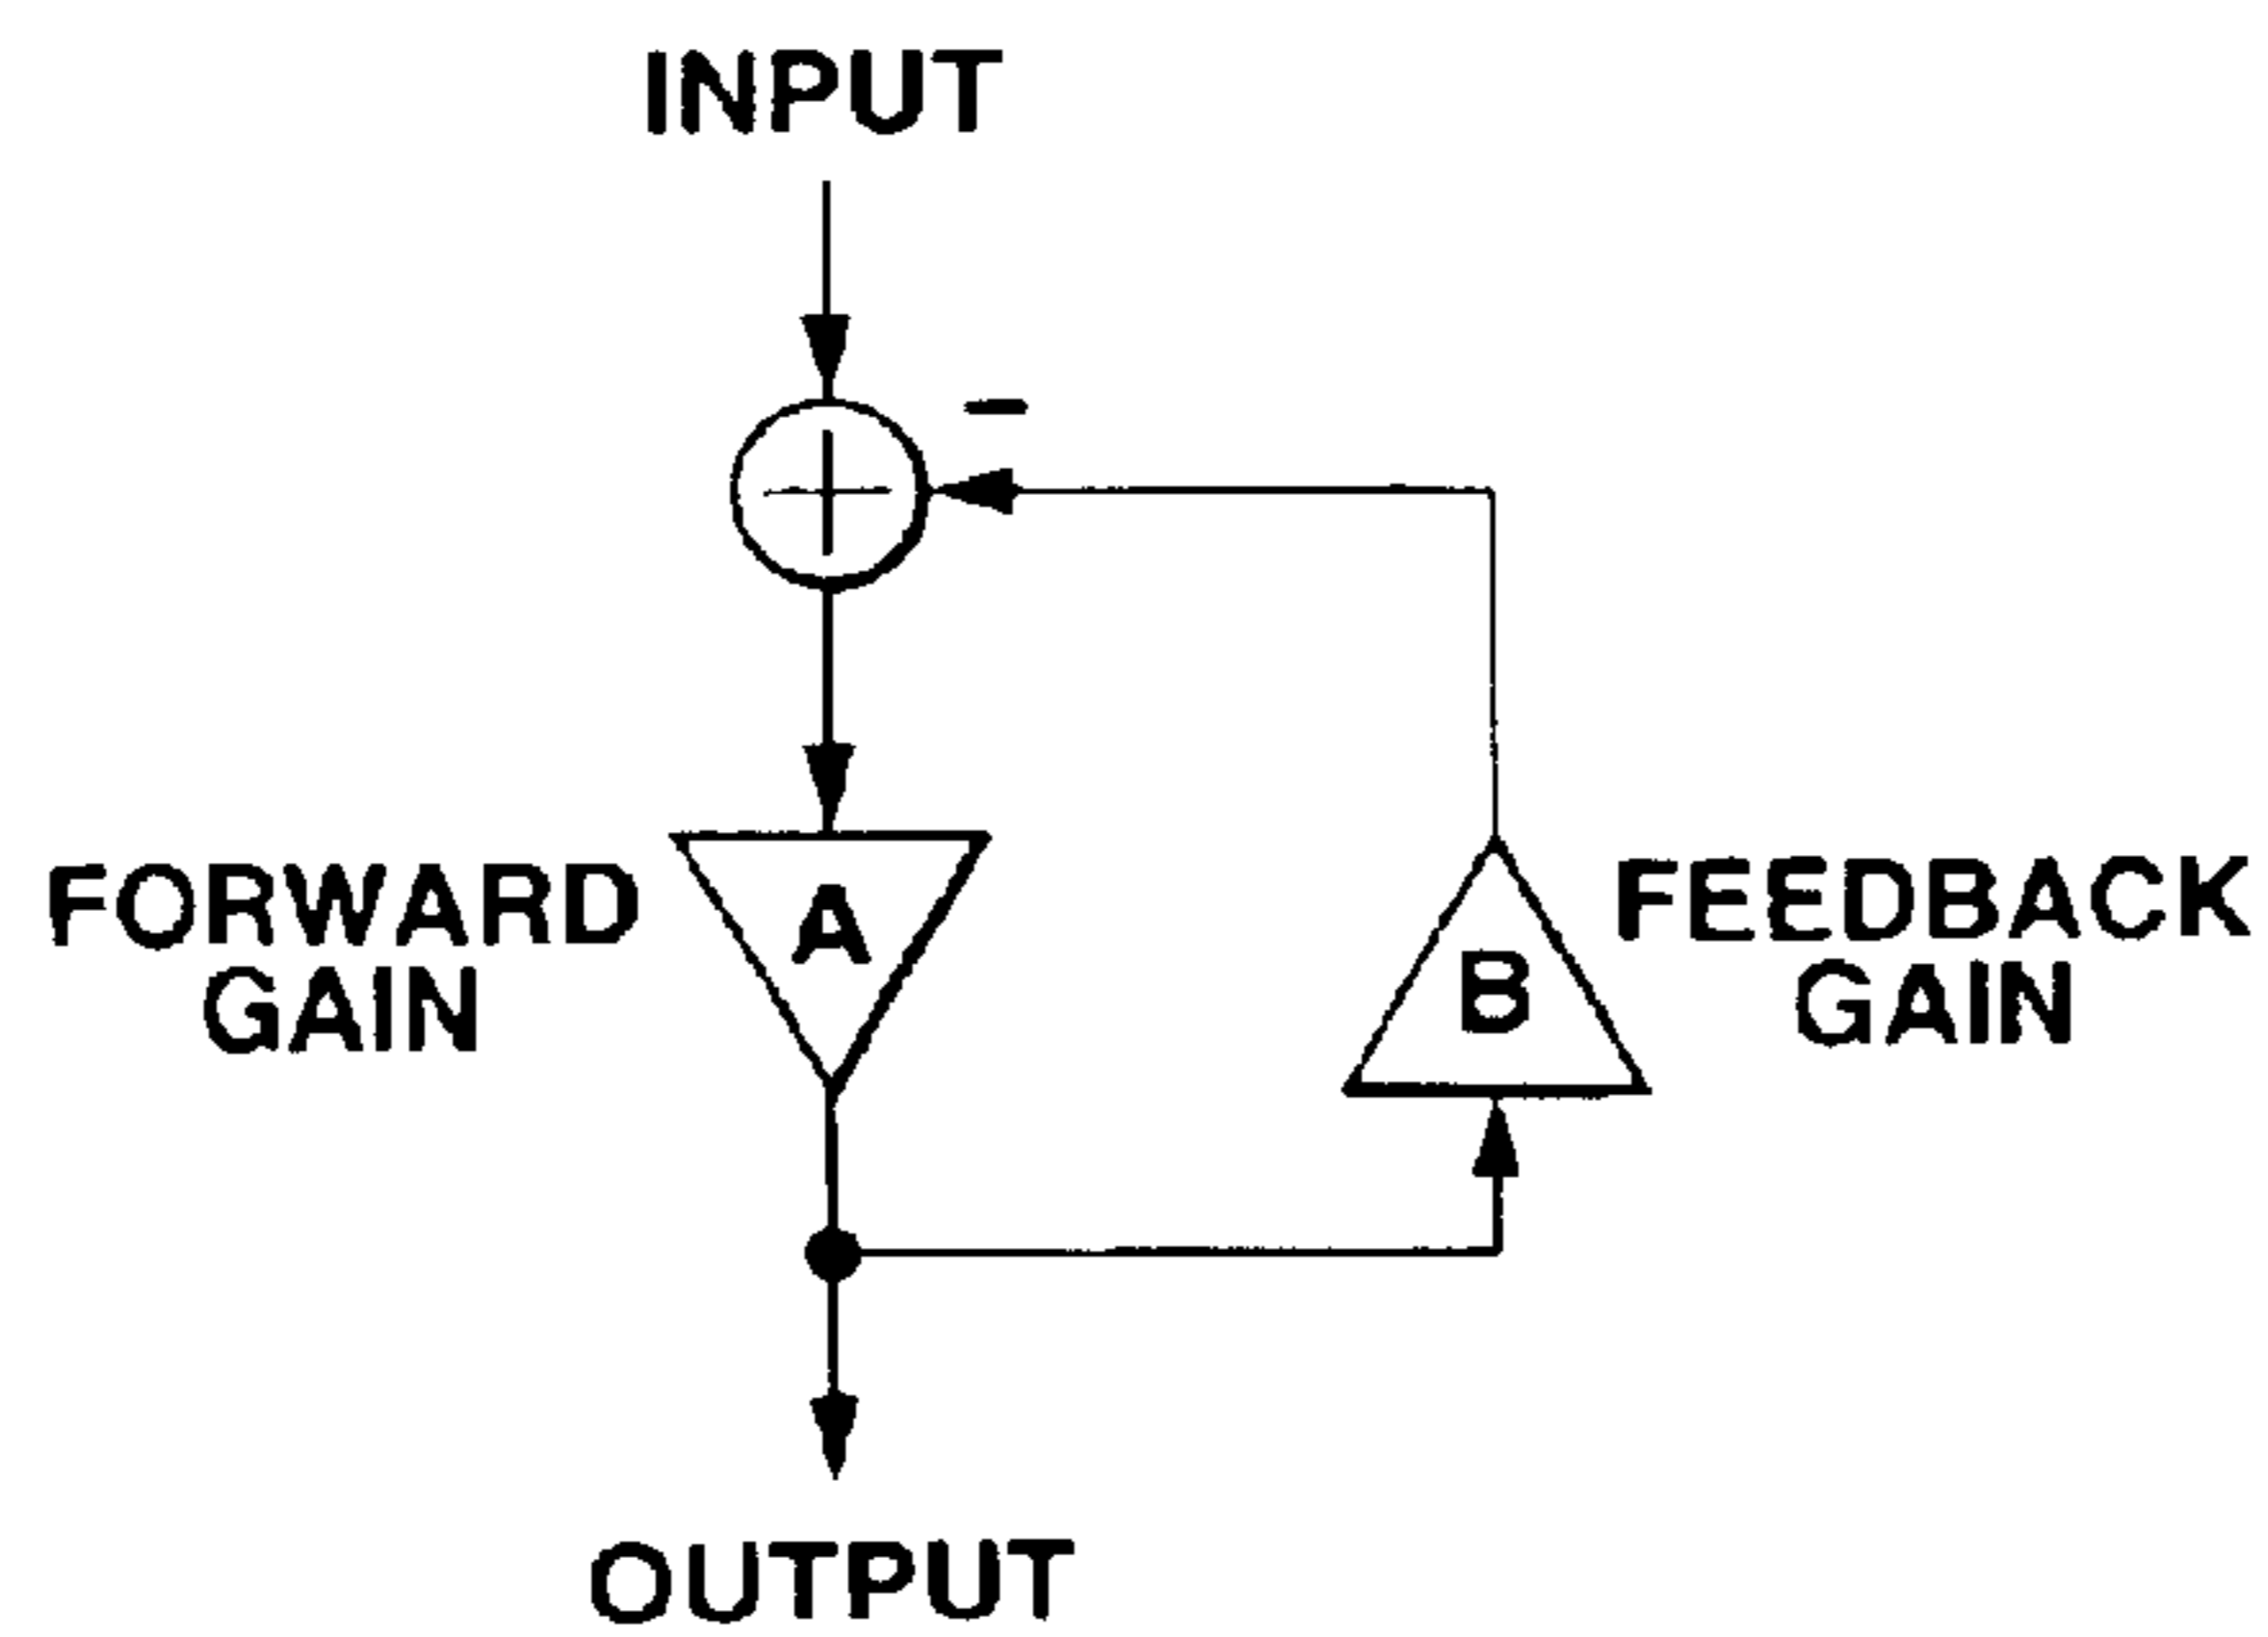 INPUT
–
FORWARD
GAIN
A
B
FEEDBACK
GAIN
OUTPUT